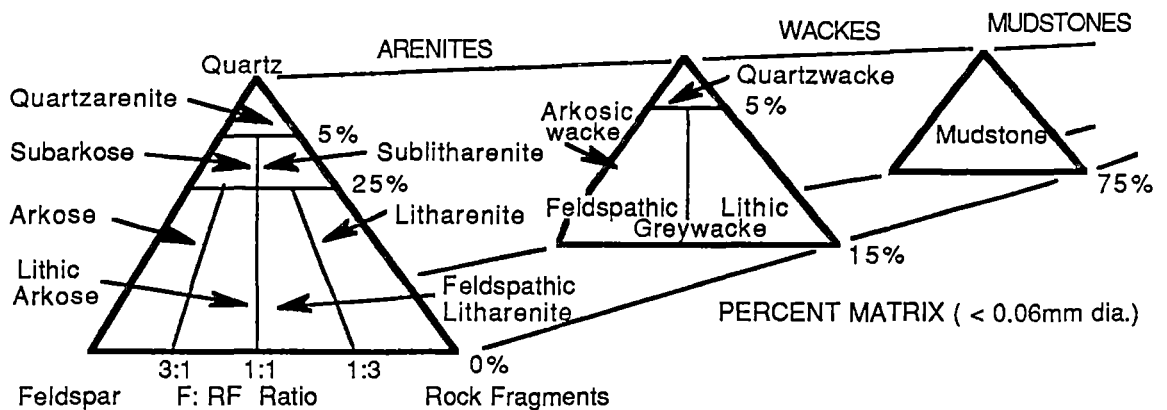 ARENITES
WACKES
MUDSTONES
Quartz
Quartzarenite
5%
Subarkose
Sublitharenite
25%
Arkose
Litharenite
Lithic
Arkose
Feldspathic
Litharenite
0%
3:1 1:1 1:3
Feldspar F: RF Ratio Rock Fragments
Quartzwacke
5%
Arkosic
wacke
Feldspathic Lithic
Greywacke
15%
Mudstone
75%
PERCENT MATRIX ( < 0.06mm dia.)